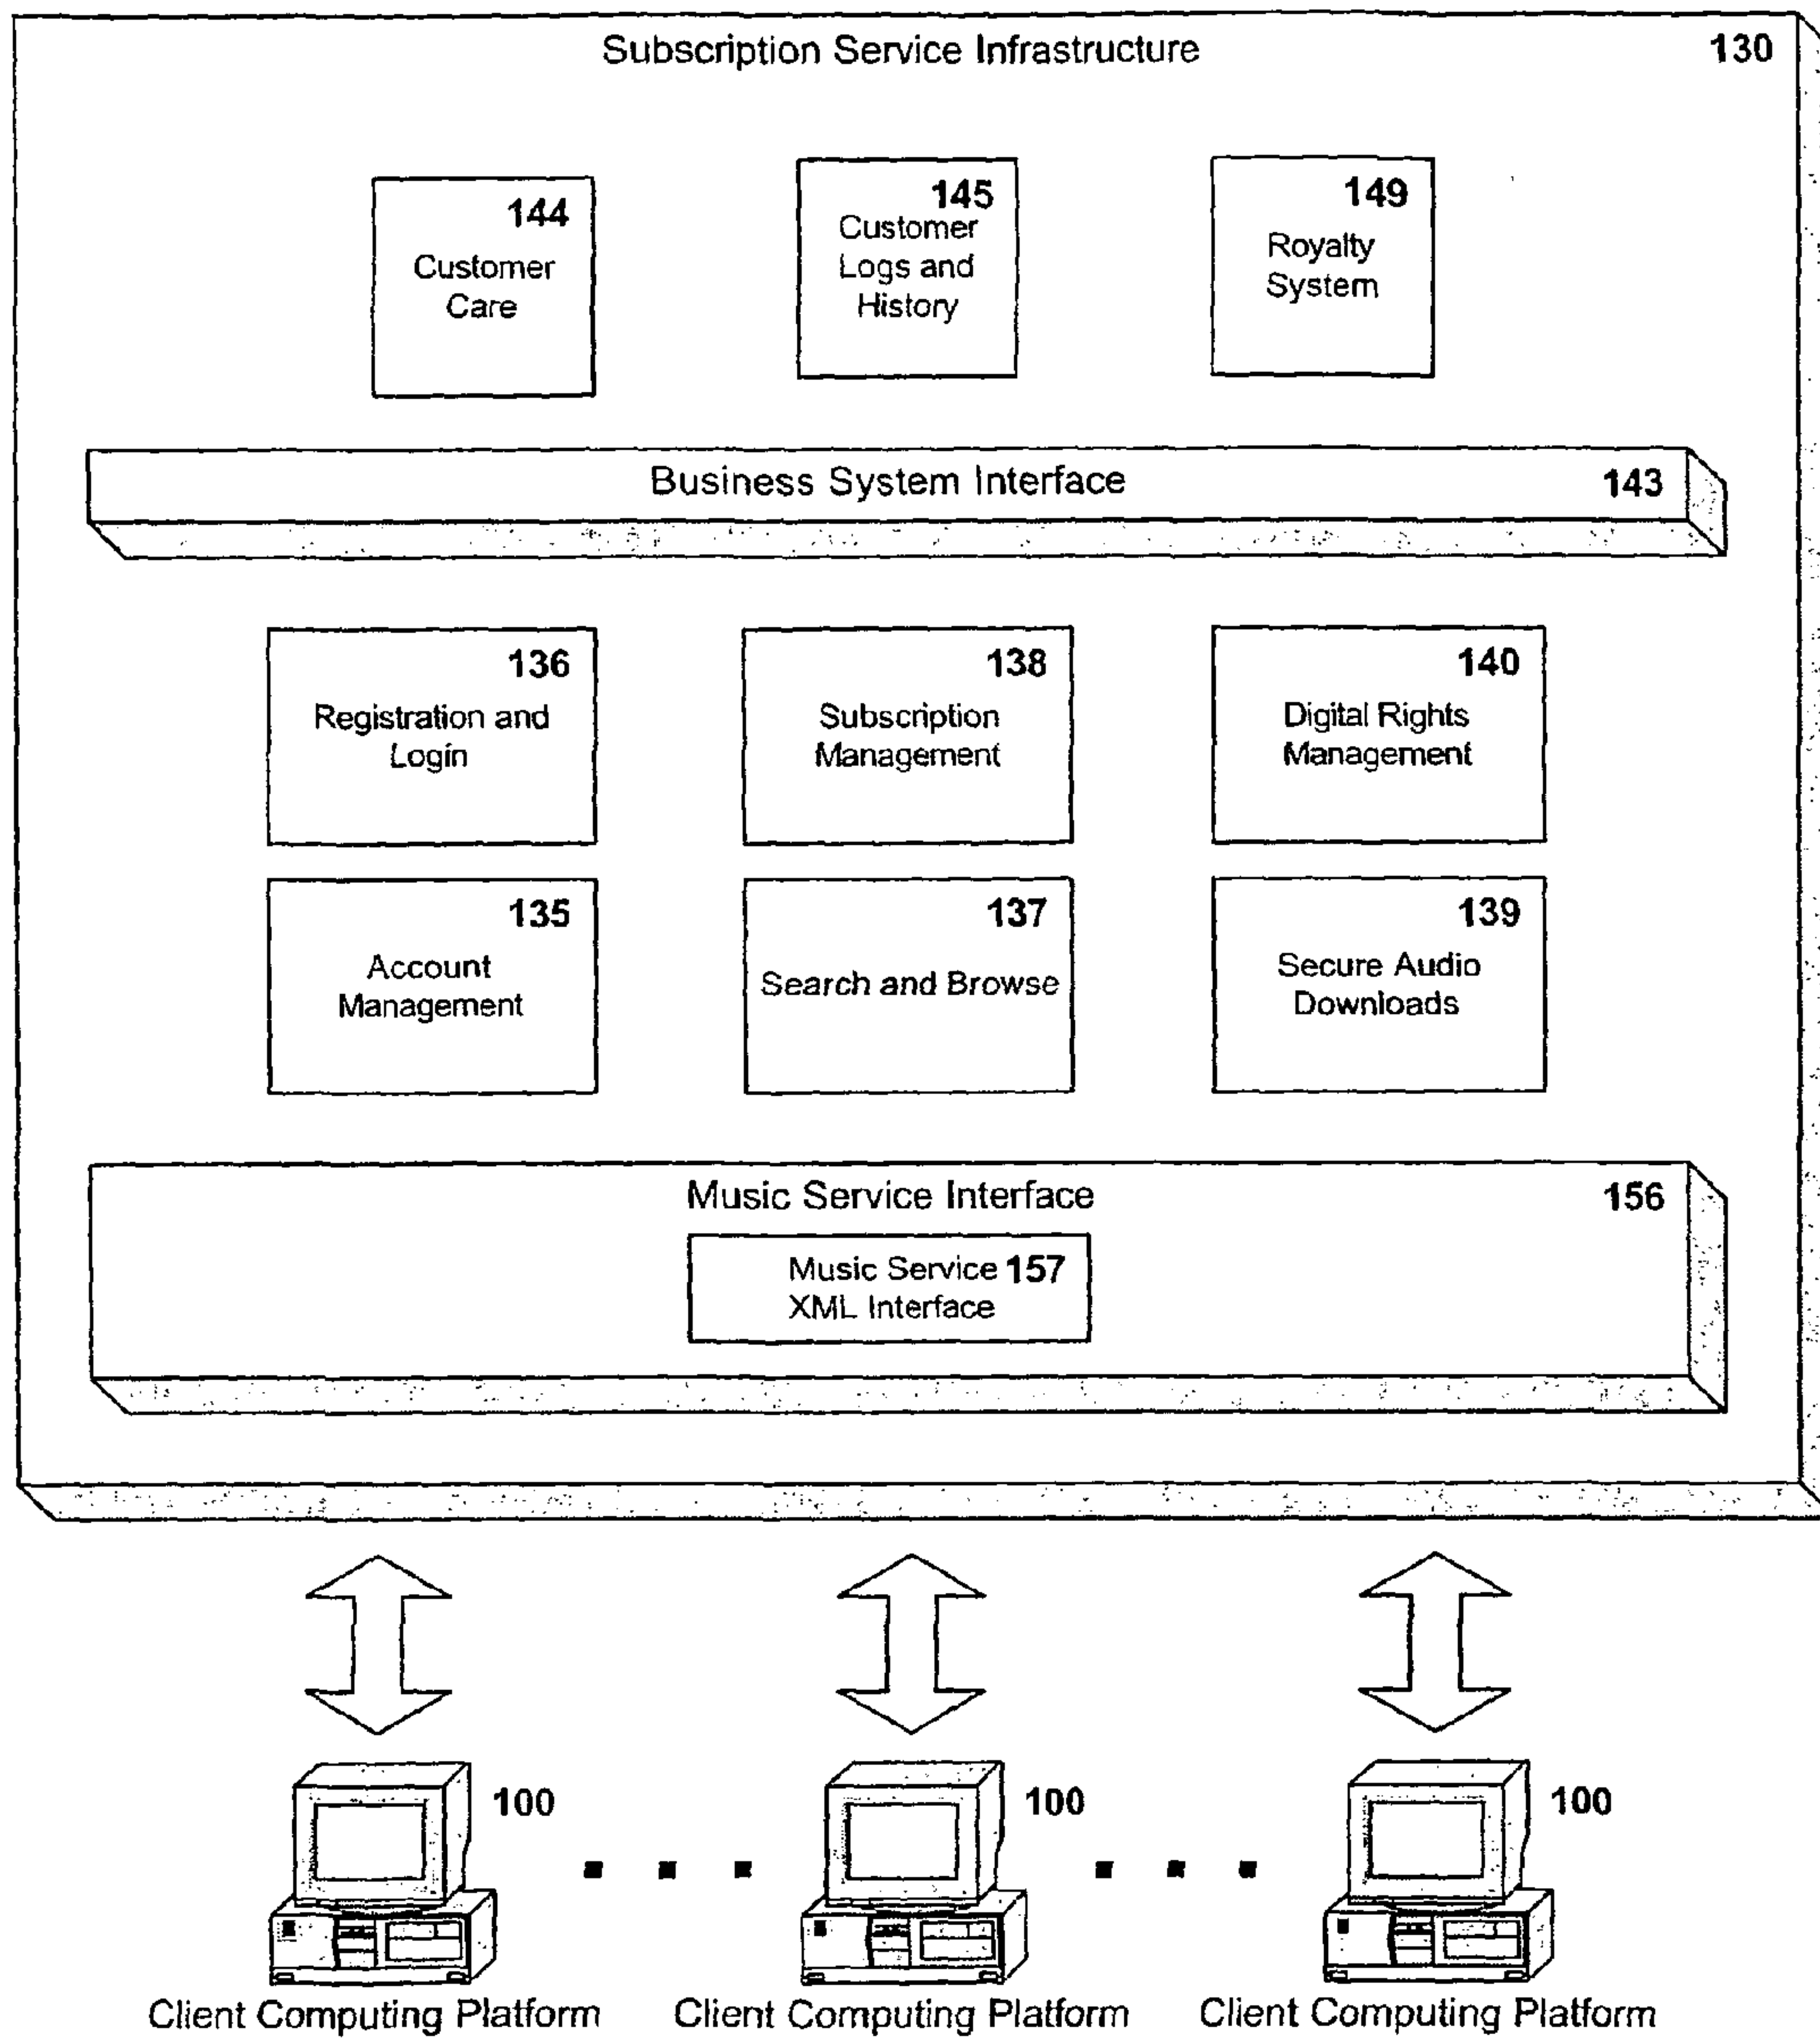 Subscription Service Infrastructure 130
144
Customer
Care
145
Customer
Logs and
History
149
Royalty
System
Business System Interface 143
136
Registration and
Login
138
Subscription
Management
140
Digital Rights
Management
135
Account
Management
137
Search and Browse
139
Secure Audio
Downloads
Music Service Interface 156
Music Service 157
XML Interface
100 100 100
Client Computing Platform Client Computing Platform Client Computing Platform